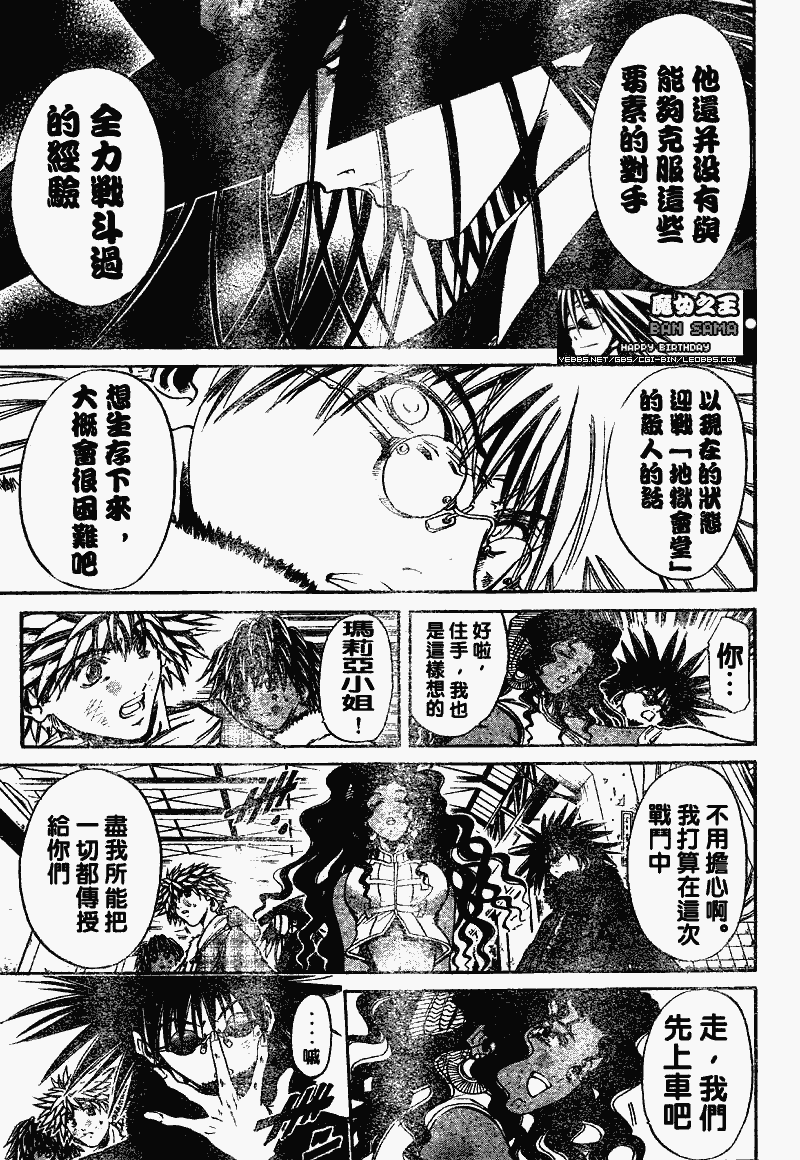 他還并没有與
能夠克服這些
要素的對手
全力戰斗過
的經驗
魔女之王
BAN SAMA
HAPPY BIRTHDAY
YEBBS.NET/GBS/CGI-BIN/LEOBBS.CGI
以現在的狀態
迎戰「地獄會堂」
的敵人的話
想生存下來，
大概會很困難吧
你…
好啦，
住手，我也
是這樣想的
瑪莉亞小姐！
不用擔心啊。
我打算在這次
戰鬥中
盡我所能把
一切都傳授
給你們
走，我們
先上車吧
‥‥喊